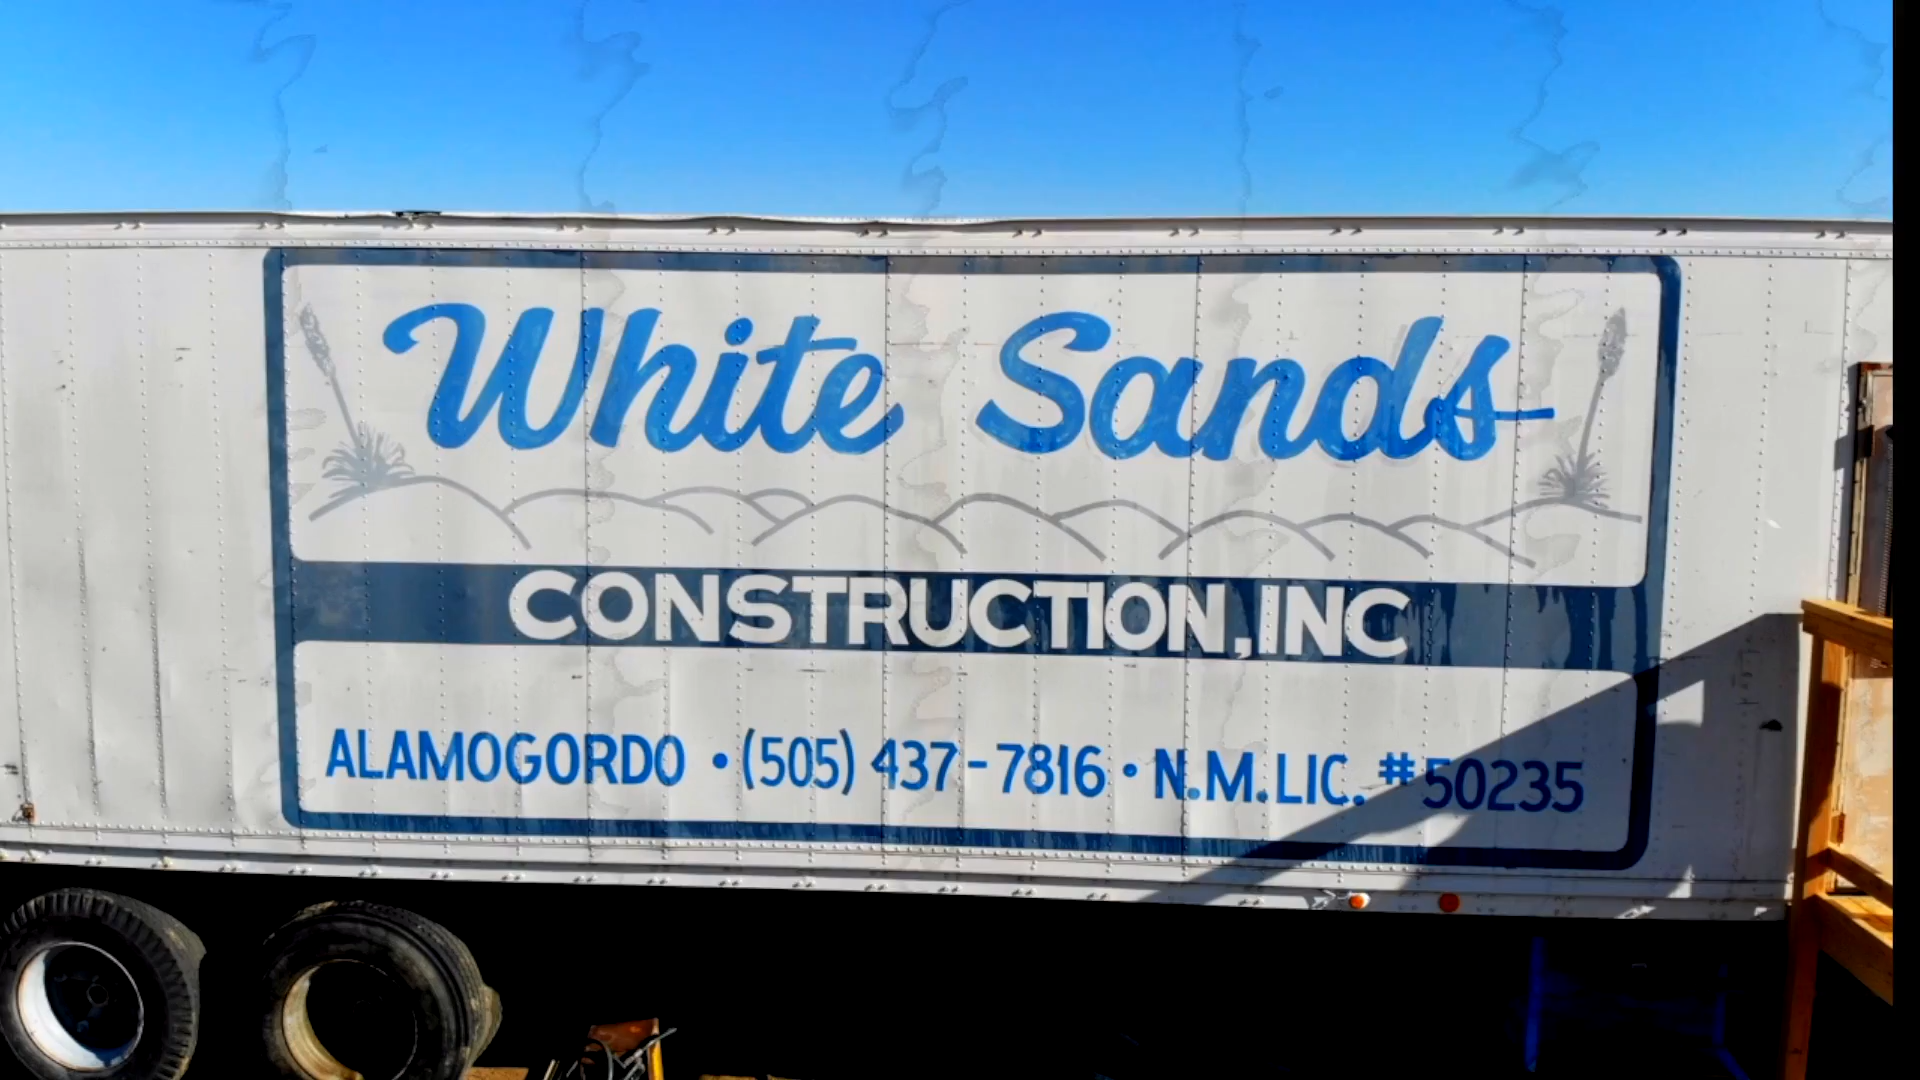 White Sands
CONSTRUCTION, INC
ALAMOGORDO • (505) 437-7816 • N.M. LIC. #50235